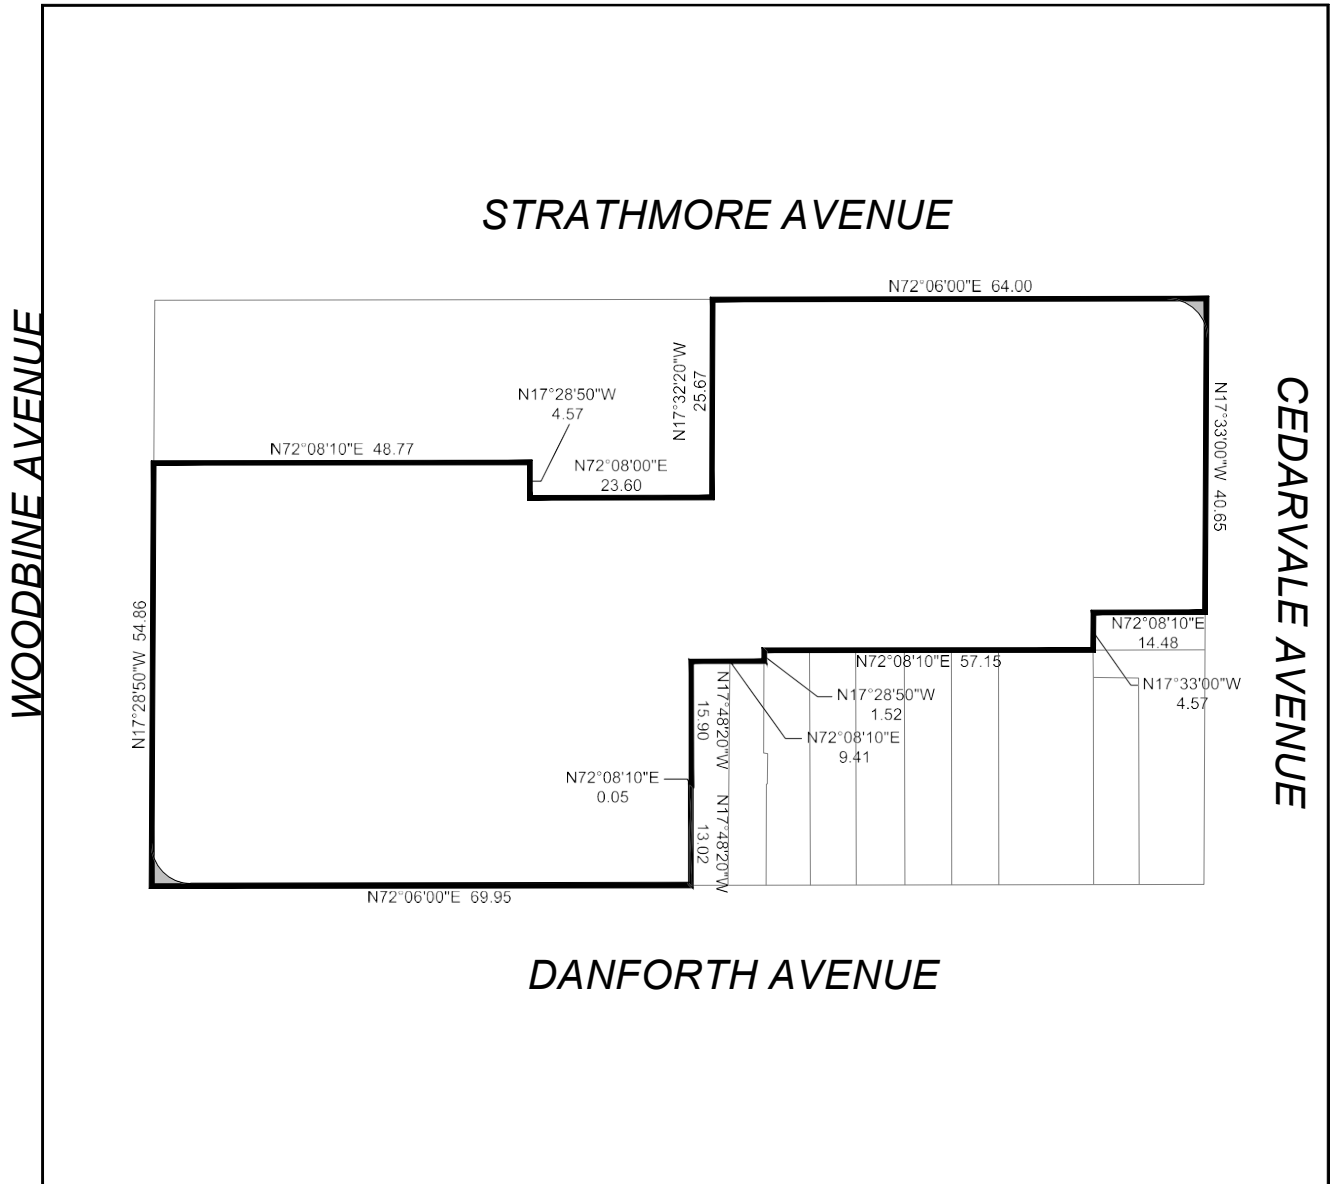 STRATHMORE AVENUE
N72°06'00"E 64.00
N17°32'20"W
25.67
N17°28'50"W
4.57
N72°08'10"E 48.77
N72°08'00"E
23.60
WOODBINE AVENUE
CEDARVALE AVENUE
N17°33'00"W 40.65
N17°28'50"W 54.86
N72°08'10"E
14.48
N72°08'10"E 57.15
N17°33'00"W
4.57
N17°28'50"W
1.52
N17°48'20"W
15.90
N72°08'10"E
9.41
N72°08'10"E
0.05
N17°48'20"W
13.02
N72°06'00"E 69.95
DANFORTH AVENUE